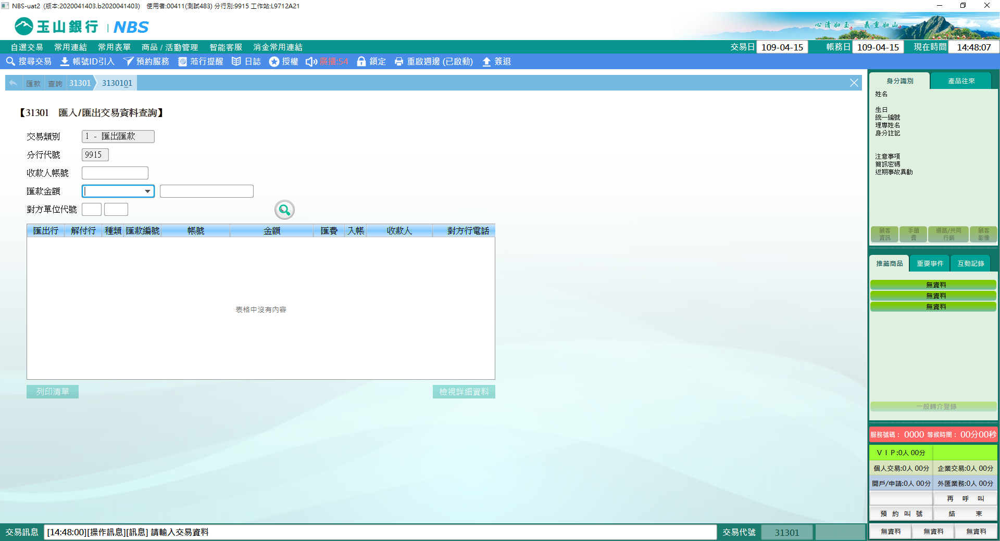 NBS-uat2 (版本:2020041403.b2020041403) 使用者:00411(測試483) 分行別:9915 工作站:L9712A21
玉山銀行 | NBS
心清如玉。義重如山。
自選交易 常用連結 常用表單 商品 / 活動管理 智能客服 消金常用連結 交易日 109-04-15 帳務日 109-04-15 現在時間 14:48:07
搜尋交易 帳號ID引入 預約服務 蒞行提醒 日誌 授權 廣播:54 鎖定 重啟週邊 (已啟動) 簽退
匯款 查詢 31301 3130101
【31301 匯入/匯出交易資料查詢】
交易類別 1 - 匯出匯款
分行代號 9915
收款人帳號
匯款金額
對方單位代號
匯出行 解付行 種類 匯款編號 帳號 金額 匯費 入帳 收款人 對方行電話
表格中沒有內容
列印清單 檢視詳細資料
身分識別 產品往來
姓名
生日
統一編號
理專姓名
身分註記
注意事項
簡訊密碼
近期事故異動
顧客資訊 手續費 通路/共同行銷 顧客影像
推薦商品 重要事件 互動記錄
無資料
無資料
無資料
一般轉介登錄
服務號碼： 0000 等候時間： 00分00秒
ＶＩＰ:0人 00分
個人交易:0人 00分 企業交易:0人 00分
開戶/申請:0人 00分 外匯業務:0人 00分
再 呼 叫
預 約 叫 號 結 束
無資料 無資料 無資料
交易訊息 [14:48:00][操作訊息][訊息] 請輸入交易資料 交易代號 31301